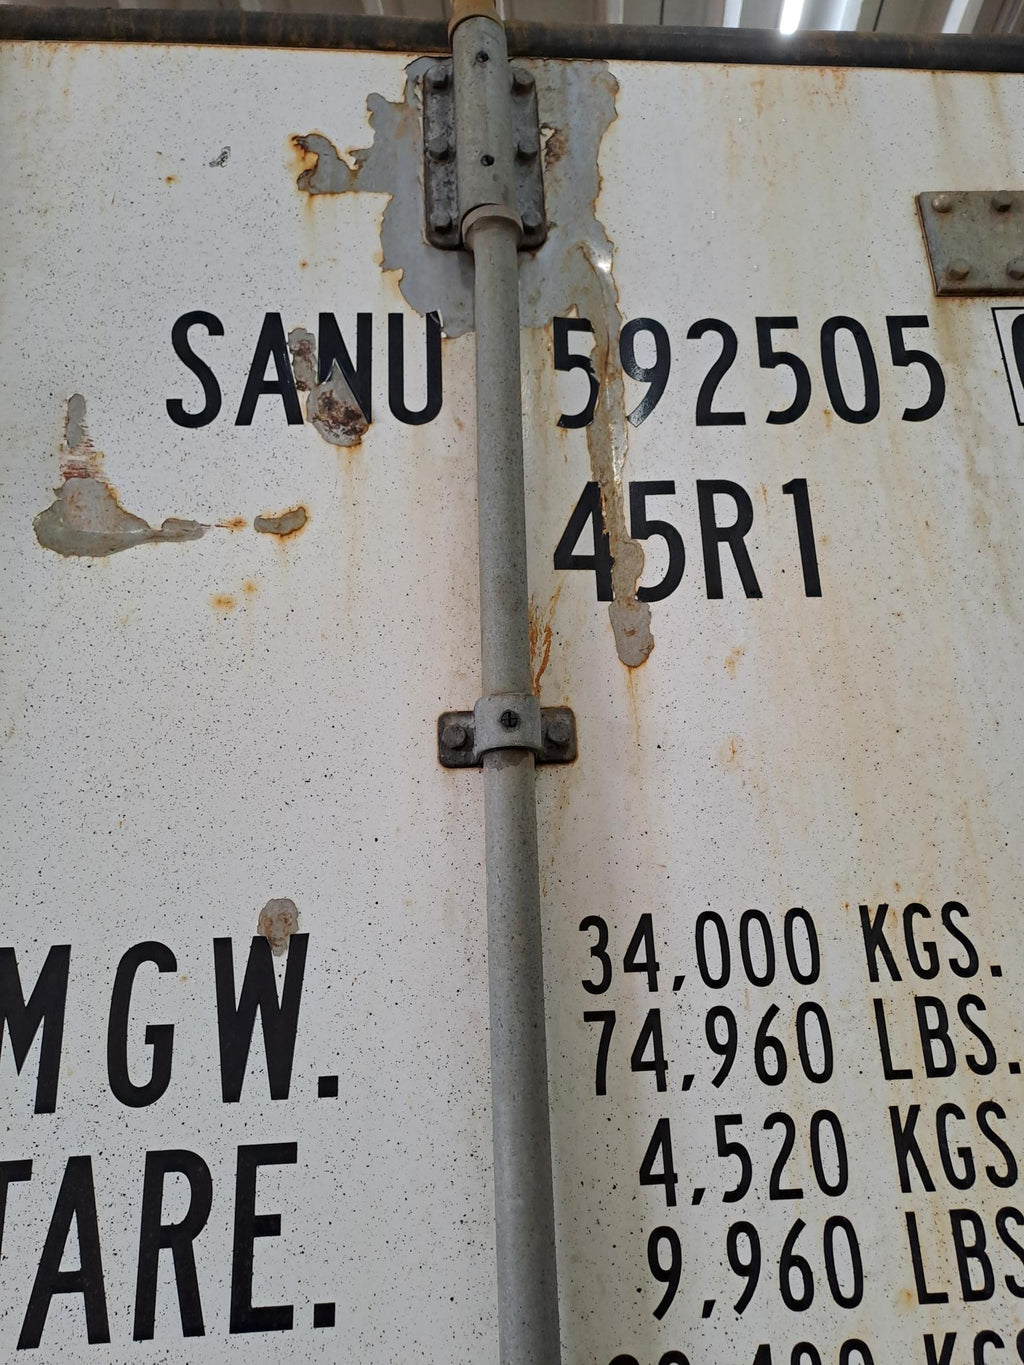 SANU 592505
45R1
MGW. 34,000 KGS.
74,960 LBS.
TARE. 4,520 KGS
9,960 LBS